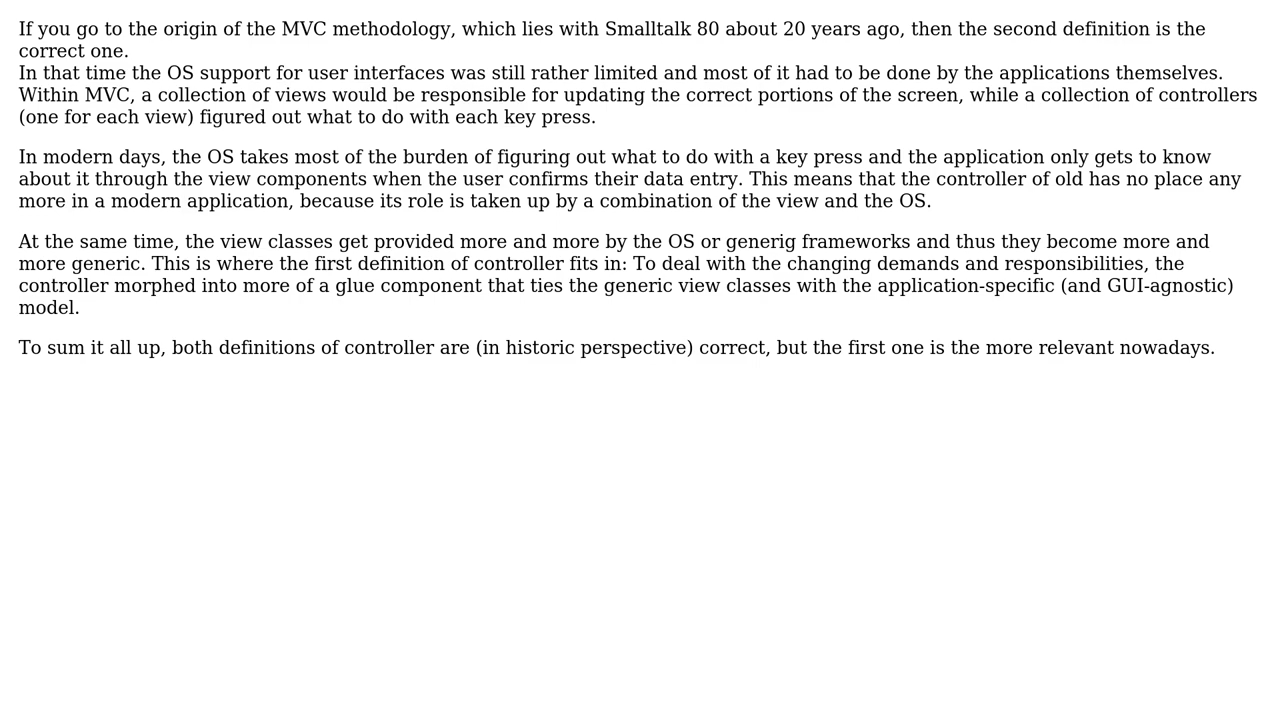 If you go to the origin of the MVC methodology, which lies with Smalltalk 80 about 20 years ago, then the second definition is the
correct one.
In that time the OS support for user interfaces was still rather limited and most of it had to be done by the applications themselves.
Within MVC, a collection of views would be responsible for updating the correct portions of the screen, while a collection of controllers
(one for each view) figured out what to do with each key press.
In modern days, the OS takes most of the burden of figuring out what to do with a key press and the application only gets to know
about it through the view components when the user confirms their data entry. This means that the controller of old has no place any
more in a modern application, because its role is taken up by a combination of the view and the OS.
At the same time, the view classes get provided more and more by the OS or generig frameworks and thus they become more and
more generic. This is where the first definition of controller fits in: To deal with the changing demands and responsibilities, the
controller morphed into more of a glue component that ties the generic view classes with the application-specific (and GUI-agnostic)
model.
To sum it all up, both definitions of controller are (in historic perspective) correct, but the first one is the more relevant nowadays.